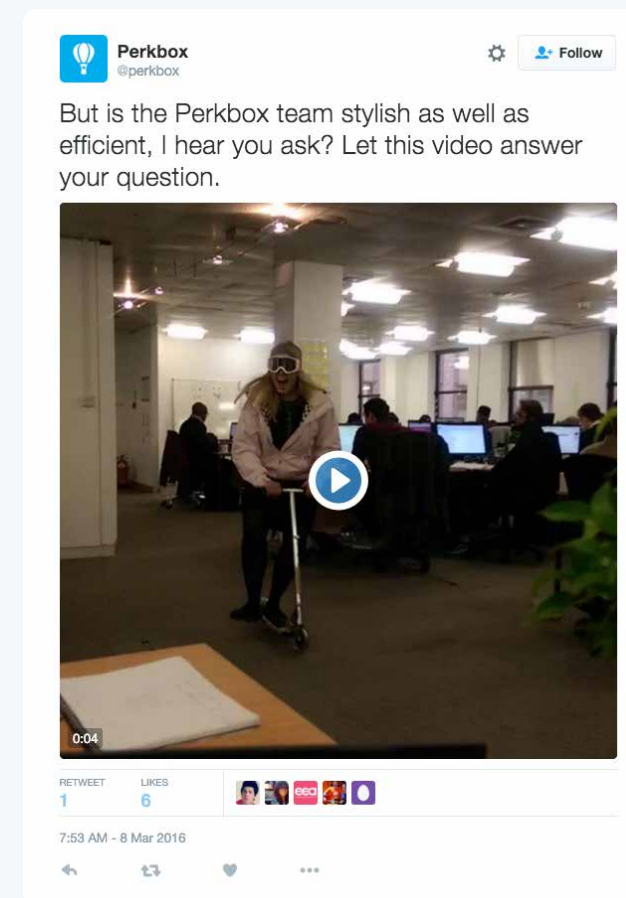 Perkbox
@perkbox
Follow
But is the Perkbox team stylish as well as
efficient, I hear you ask? Let this video answer
your question.
0:04
RETWEET LIKES
1 6
eea
7:53 AM - 8 Mar 2016